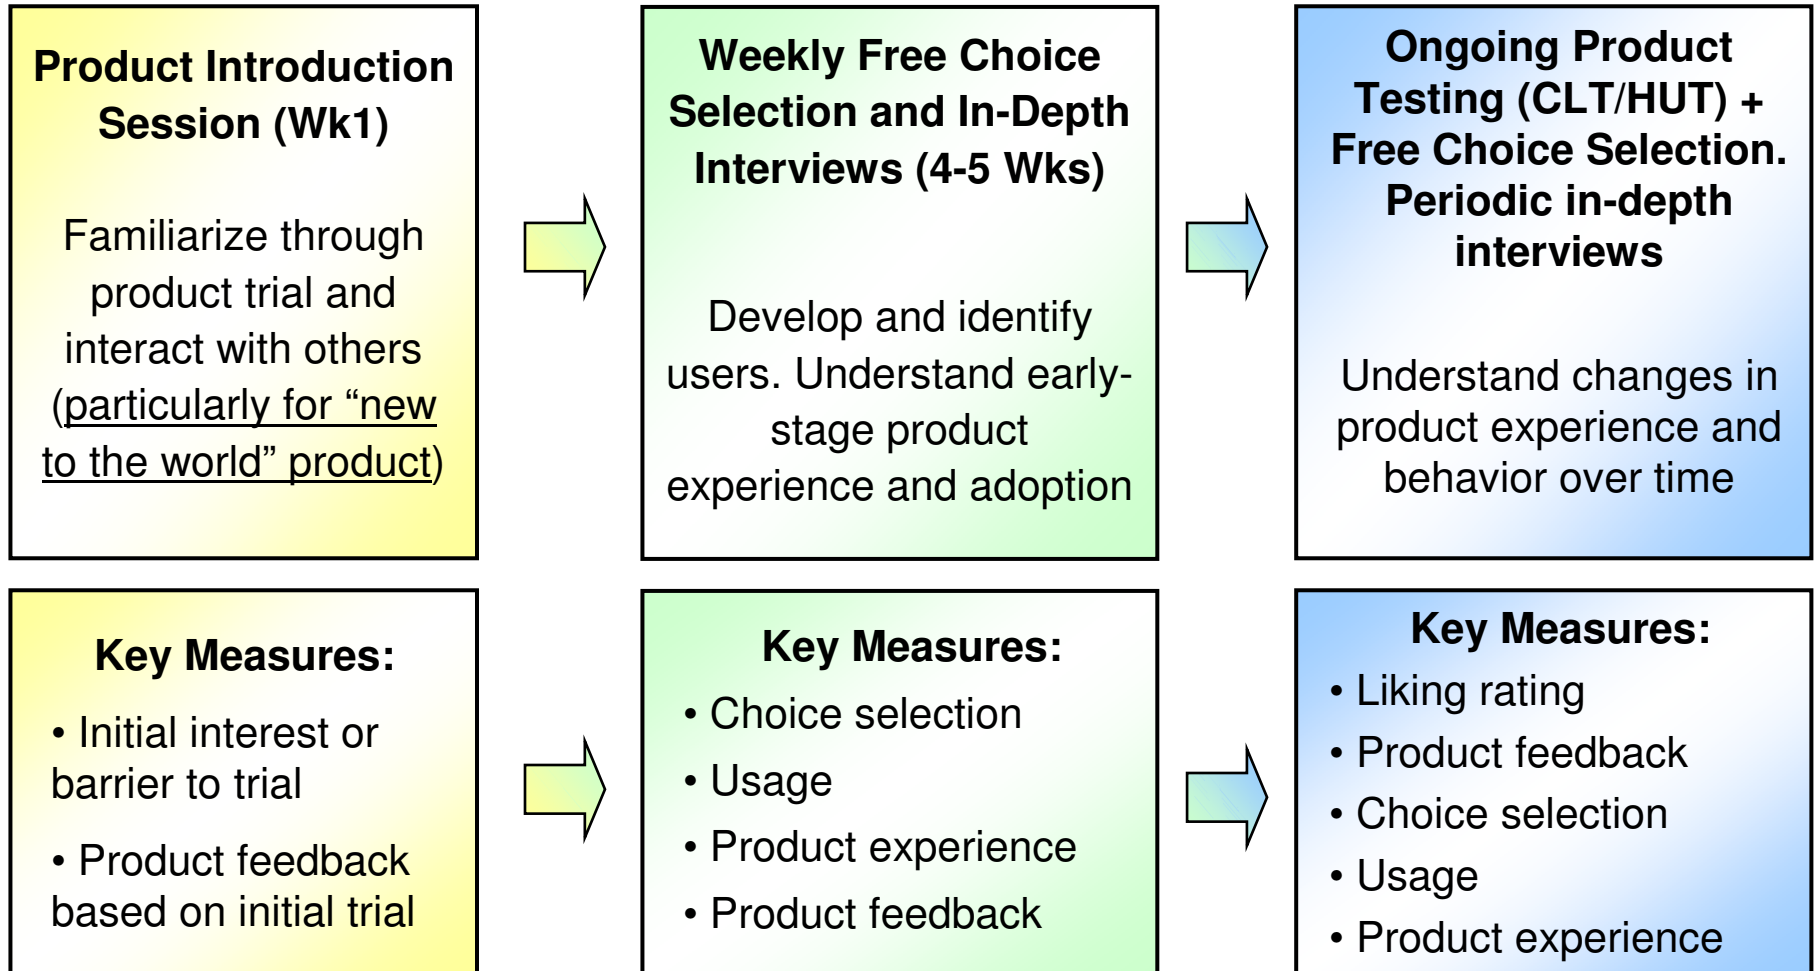 Product Introduction
Session (Wk1)
Familiarize through
product trial and
interact with others
(particularly for “new
to the world” product)
Weekly Free Choice
Selection and In-Depth
Interviews (4-5 Wks)
Develop and identify
users. Understand early-
stage product
experience and adoption
Ongoing Product
Testing (CLT/HUT) +
Free Choice Selection.
Periodic in-depth
interviews
Understand changes in
product experience and
behavior over time
Key Measures:
• Initial interest or
barrier to trial
• Product feedback
based on initial trial
Key Measures:
• Choice selection
• Usage
• Product experience
• Product feedback
Key Measures:
• Liking rating
• Product feedback
• Choice selection
• Usage
• Product experience